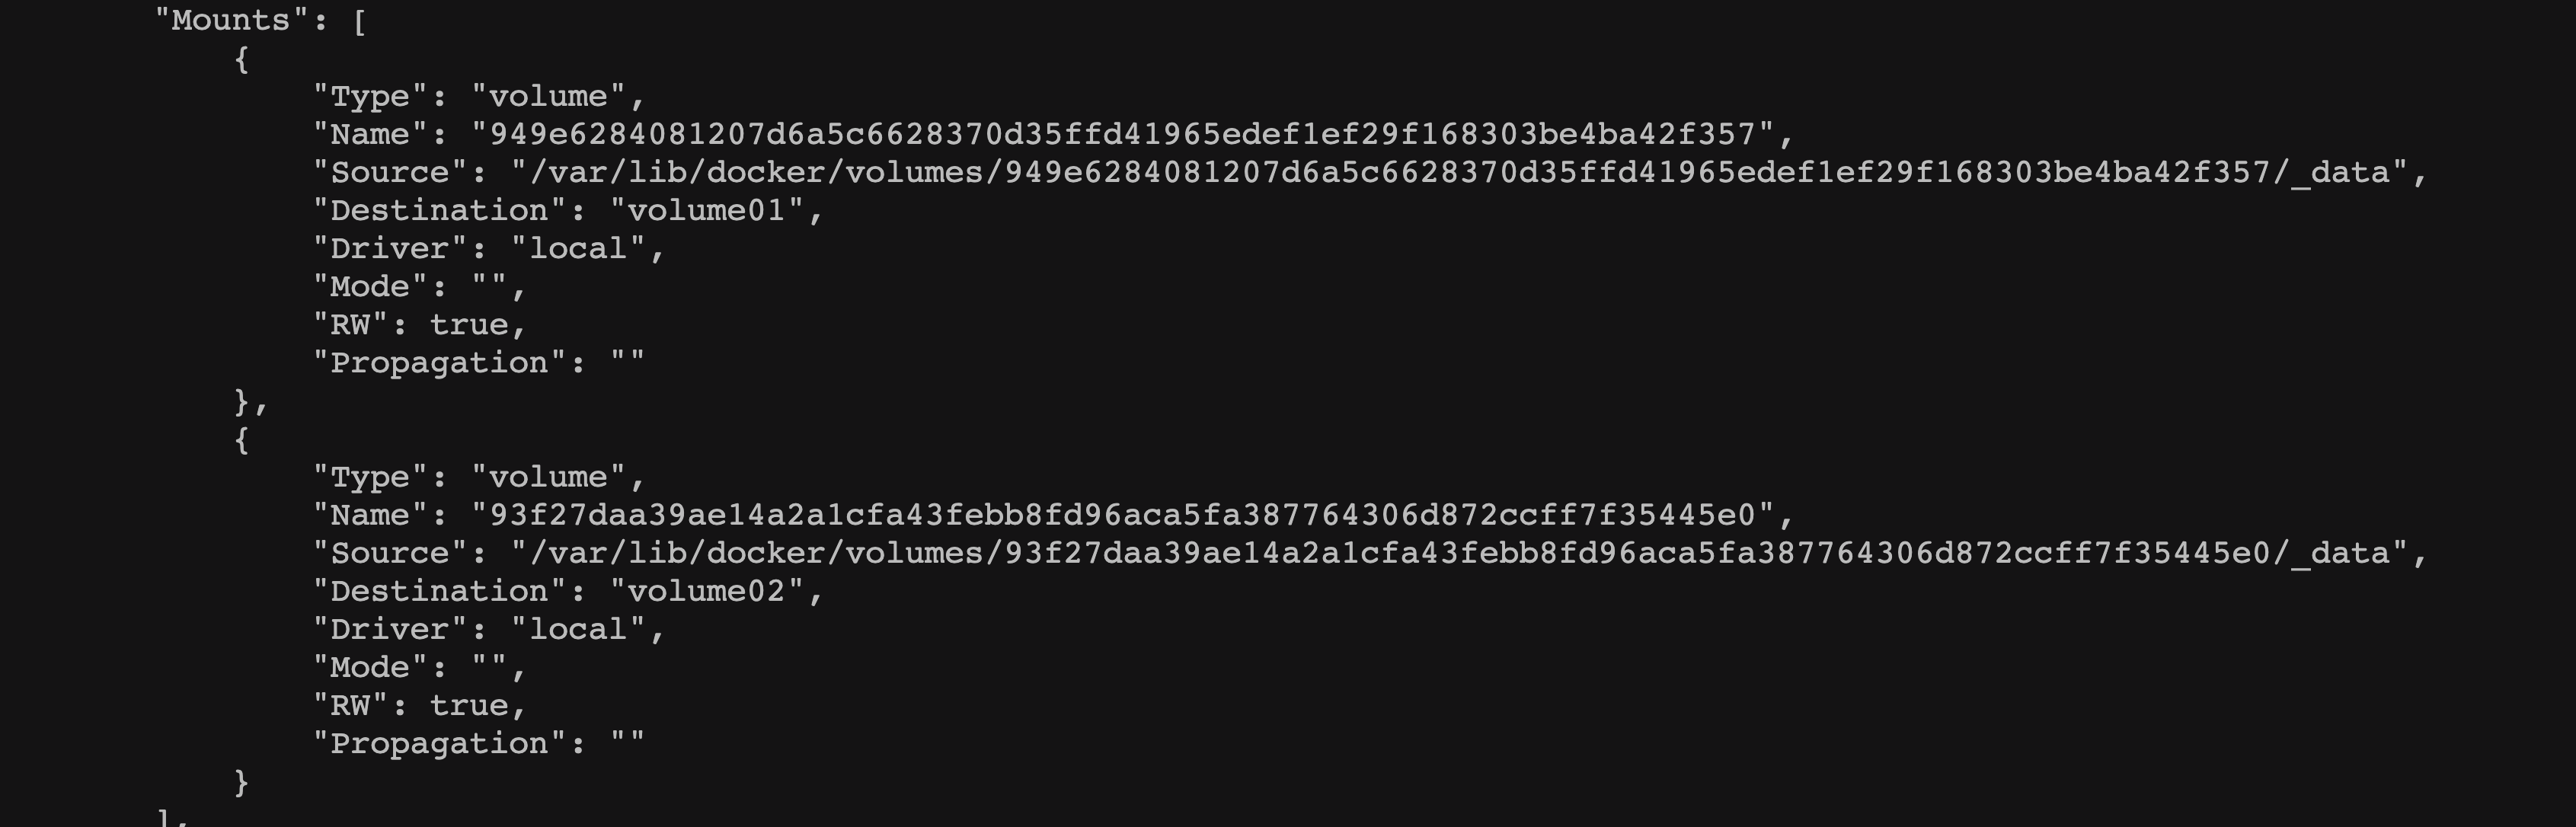 "Mounts": [
{
"Type": "volume",
"Name": "949e6284081207d6a5c6628370d35ffd41965edef1ef29f168303be4ba42f357",
"Source": "/var/lib/docker/volumes/949e6284081207d6a5c6628370d35ffd41965edef1ef29f168303be4ba42f357/_data",
"Destination": "volume01",
"Driver": "local",
"Mode": "",
"RW": true,
"Propagation": ""
},
{
"Type": "volume",
"Name": "93f27daa39ae14a2a1cfa43febb8fd96aca5fa387764306d872ccff7f35445e0",
"Source": "/var/lib/docker/volumes/93f27daa39ae14a2a1cfa43febb8fd96aca5fa387764306d872ccff7f35445e0/_data",
"Destination": "volume02",
"Driver": "local",
"Mode": "",
"RW": true,
"Propagation": ""
}
],